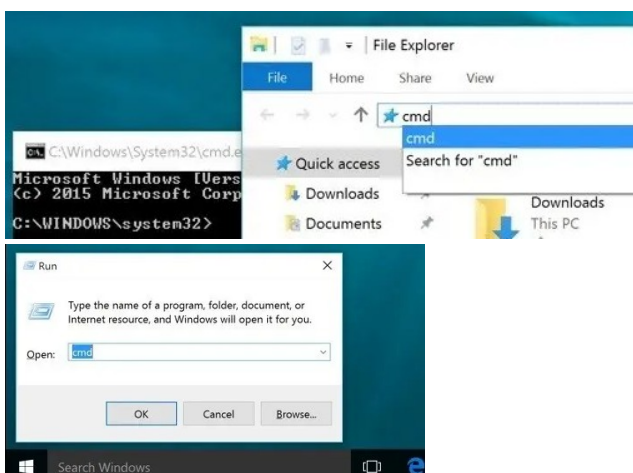 File Explorer
File Home Share View
cmd
cmd
Search for "cmd"
C:\Windows\System32\cmd.e
Microsoft Windows [Vers
(c) 2015 Microsoft Corp
C:\WINDOWS\system32>
Quick access
Downloads
Documents
Downloads
This PC
Run
Type the name of a program, folder, document, or
Internet resource, and Windows will open it for you.
Open: cmd
OK Cancel Browse...
Search Windows